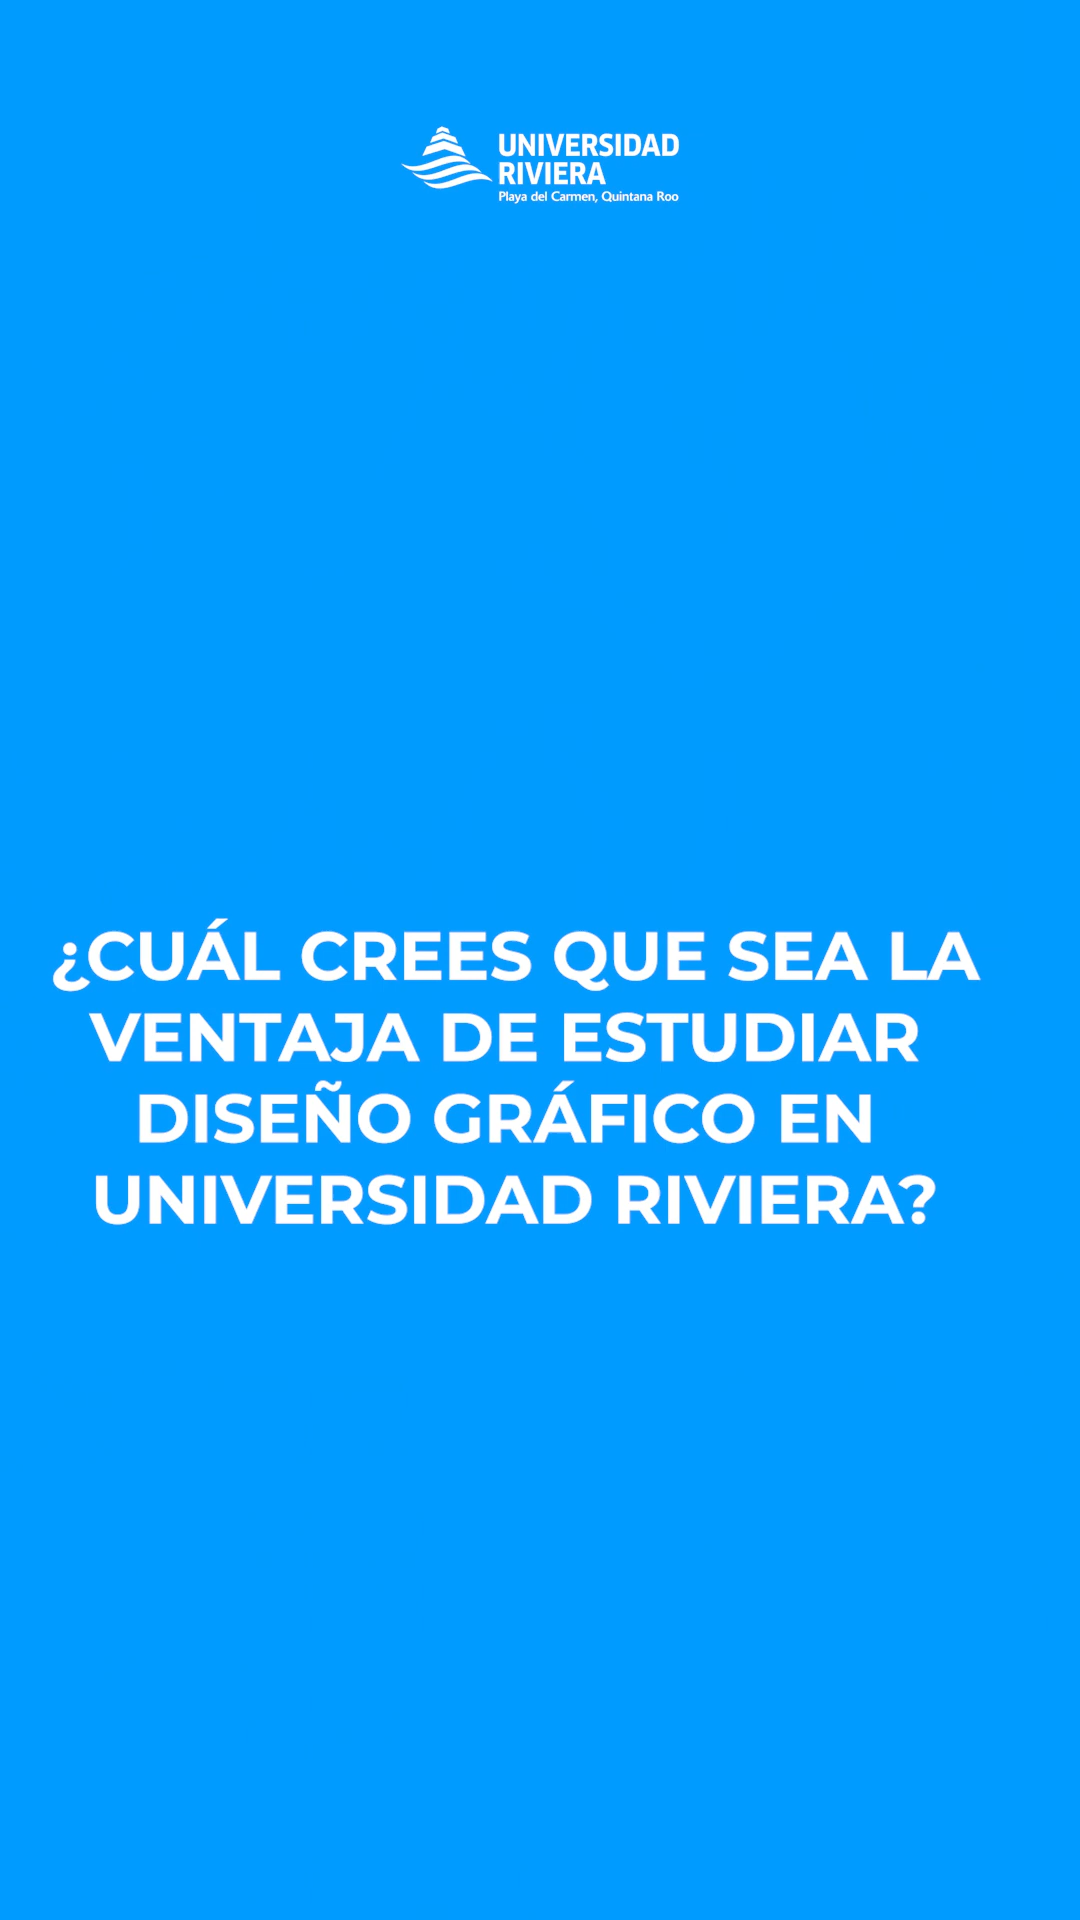 UNIVERSIDAD
RIVIERA
Playa del Carmen, Quintana Roo
¿CUÁL CREES QUE SEA LA
VENTAJA DE ESTUDIAR
DISEÑO GRÁFICO EN
UNIVERSIDAD RIVIERA?